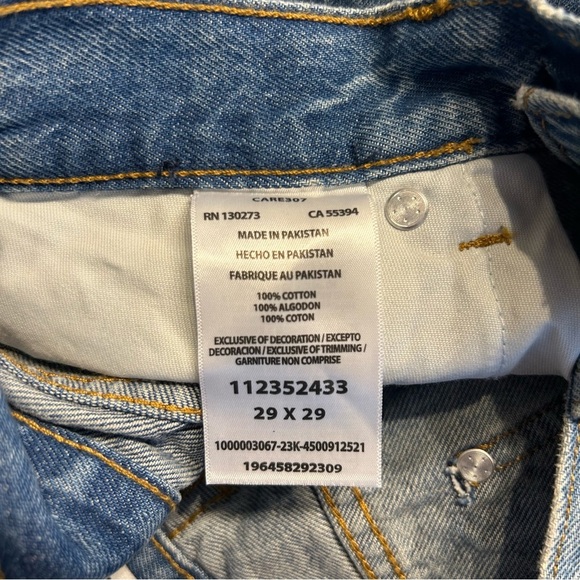 CARE307
RN 130273 CA 55394
MADE IN PAKISTAN
HECHO EN PAKISTAN
FABRIQUE AU PAKISTAN
100% COTTON
100% ALGODON
100% COTON
EXCLUSIVE OF DECORATION / EXCEPTO
DECORACION / EXCLUSIVE OF TRIMMING /
GARNITURE NON COMPRISE
112352433
29 X 29
1000003067-23K-4500912521
196458292309